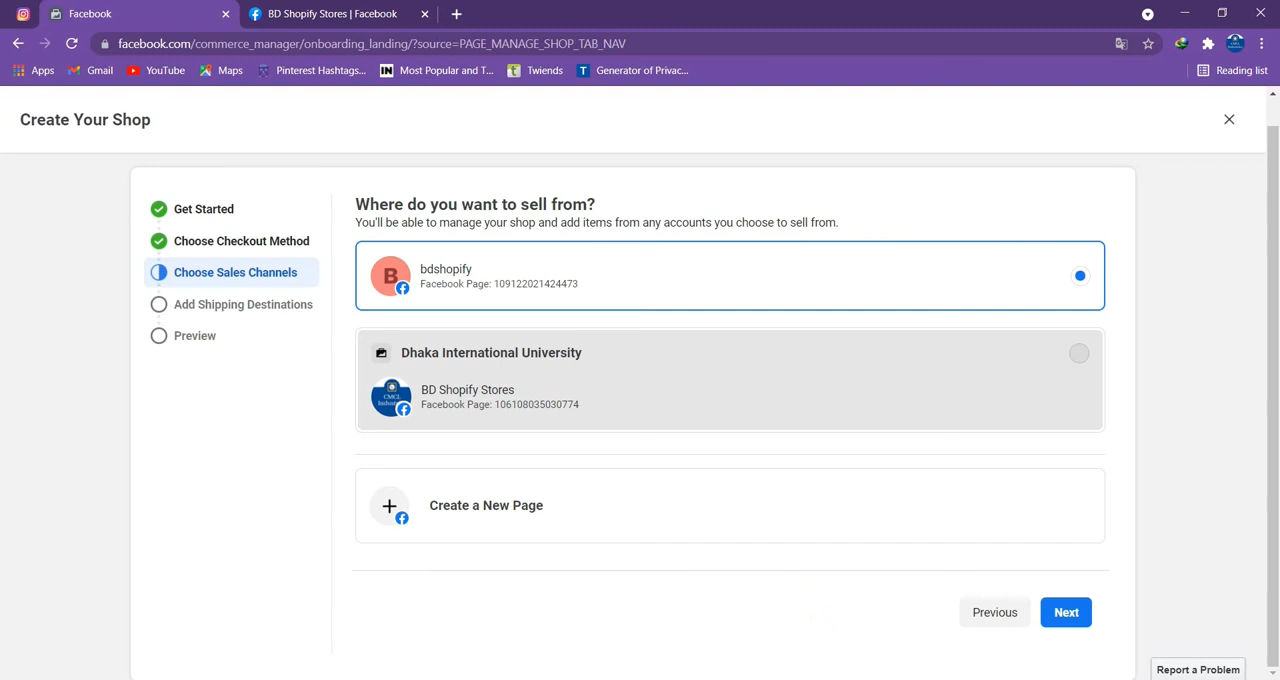 Facebook
BD Shopify Stores | Facebook
facebook.com/commerce_manager/onboarding_landing/?source=PAGE_MANAGE_SHOP_TAB_NAV
Apps
Gmail
YouTube
Maps
Pinterest Hashtags...
IN
Most Popular and T...
Twiends
T
Generator of Privac...
Reading list
Create Your Shop
Get Started
Choose Checkout Method
Choose Sales Channels
Add Shipping Destinations
Preview
Where do you want to sell from?
You'll be able to manage your shop and add items from any accounts you choose to sell from.
B
bdshopify
Facebook Page: 109122021424473
Dhaka International University
CMCL
BD Shopify Stores
Facebook Page: 106108035030774
Create a New Page
Previous
Next
Report a Problem